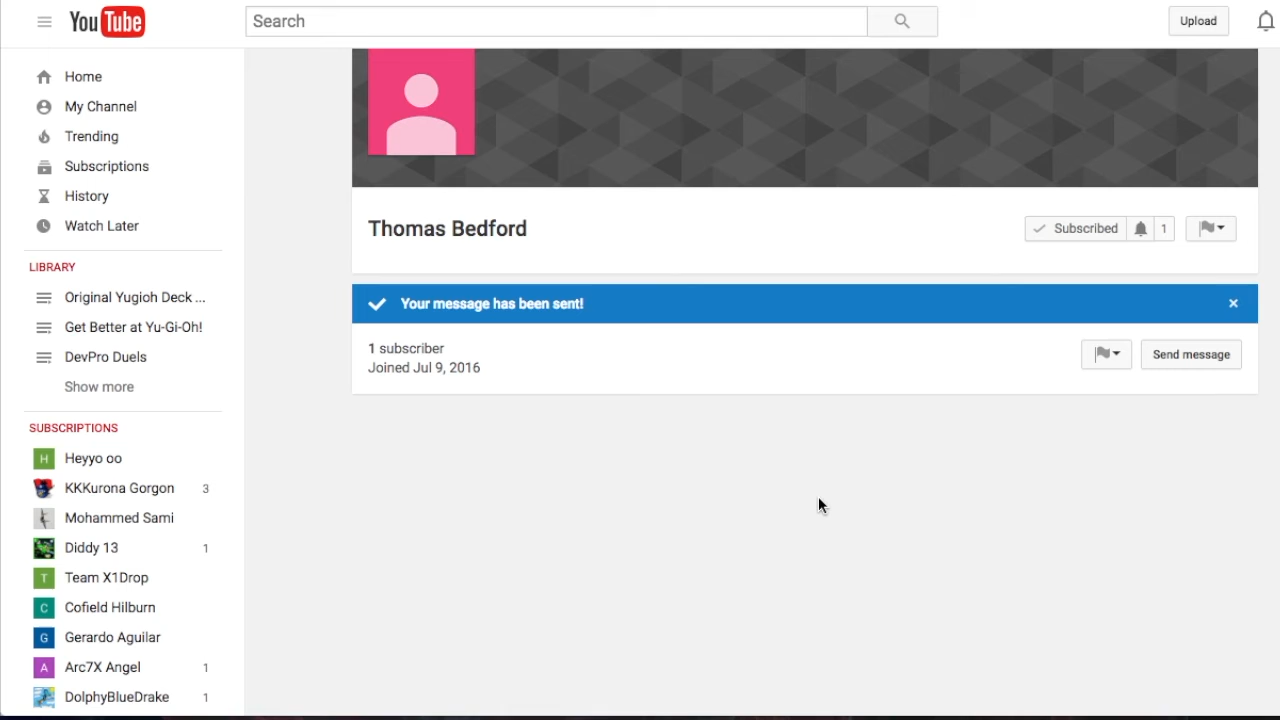 YouTube
Search
Upload
Home
My Channel
Trending
Subscriptions
History
Watch Later
LIBRARY
Original Yugioh Deck ...
Get Better at Yu-Gi-Oh!
DevPro Duels
Show more
SUBSCRIPTIONS
H Heyyo oo
KKKurona Gorgon 3
Mohammed Sami
Diddy 13 1
T Team X1Drop
C Cofield Hilburn
G Gerardo Aguilar
A Arc7X Angel 1
DolphyBlueDrake 1
Thomas Bedford
Subscribed 1
Your message has been sent!
1 subscriber
Joined Jul 9, 2016
Send message